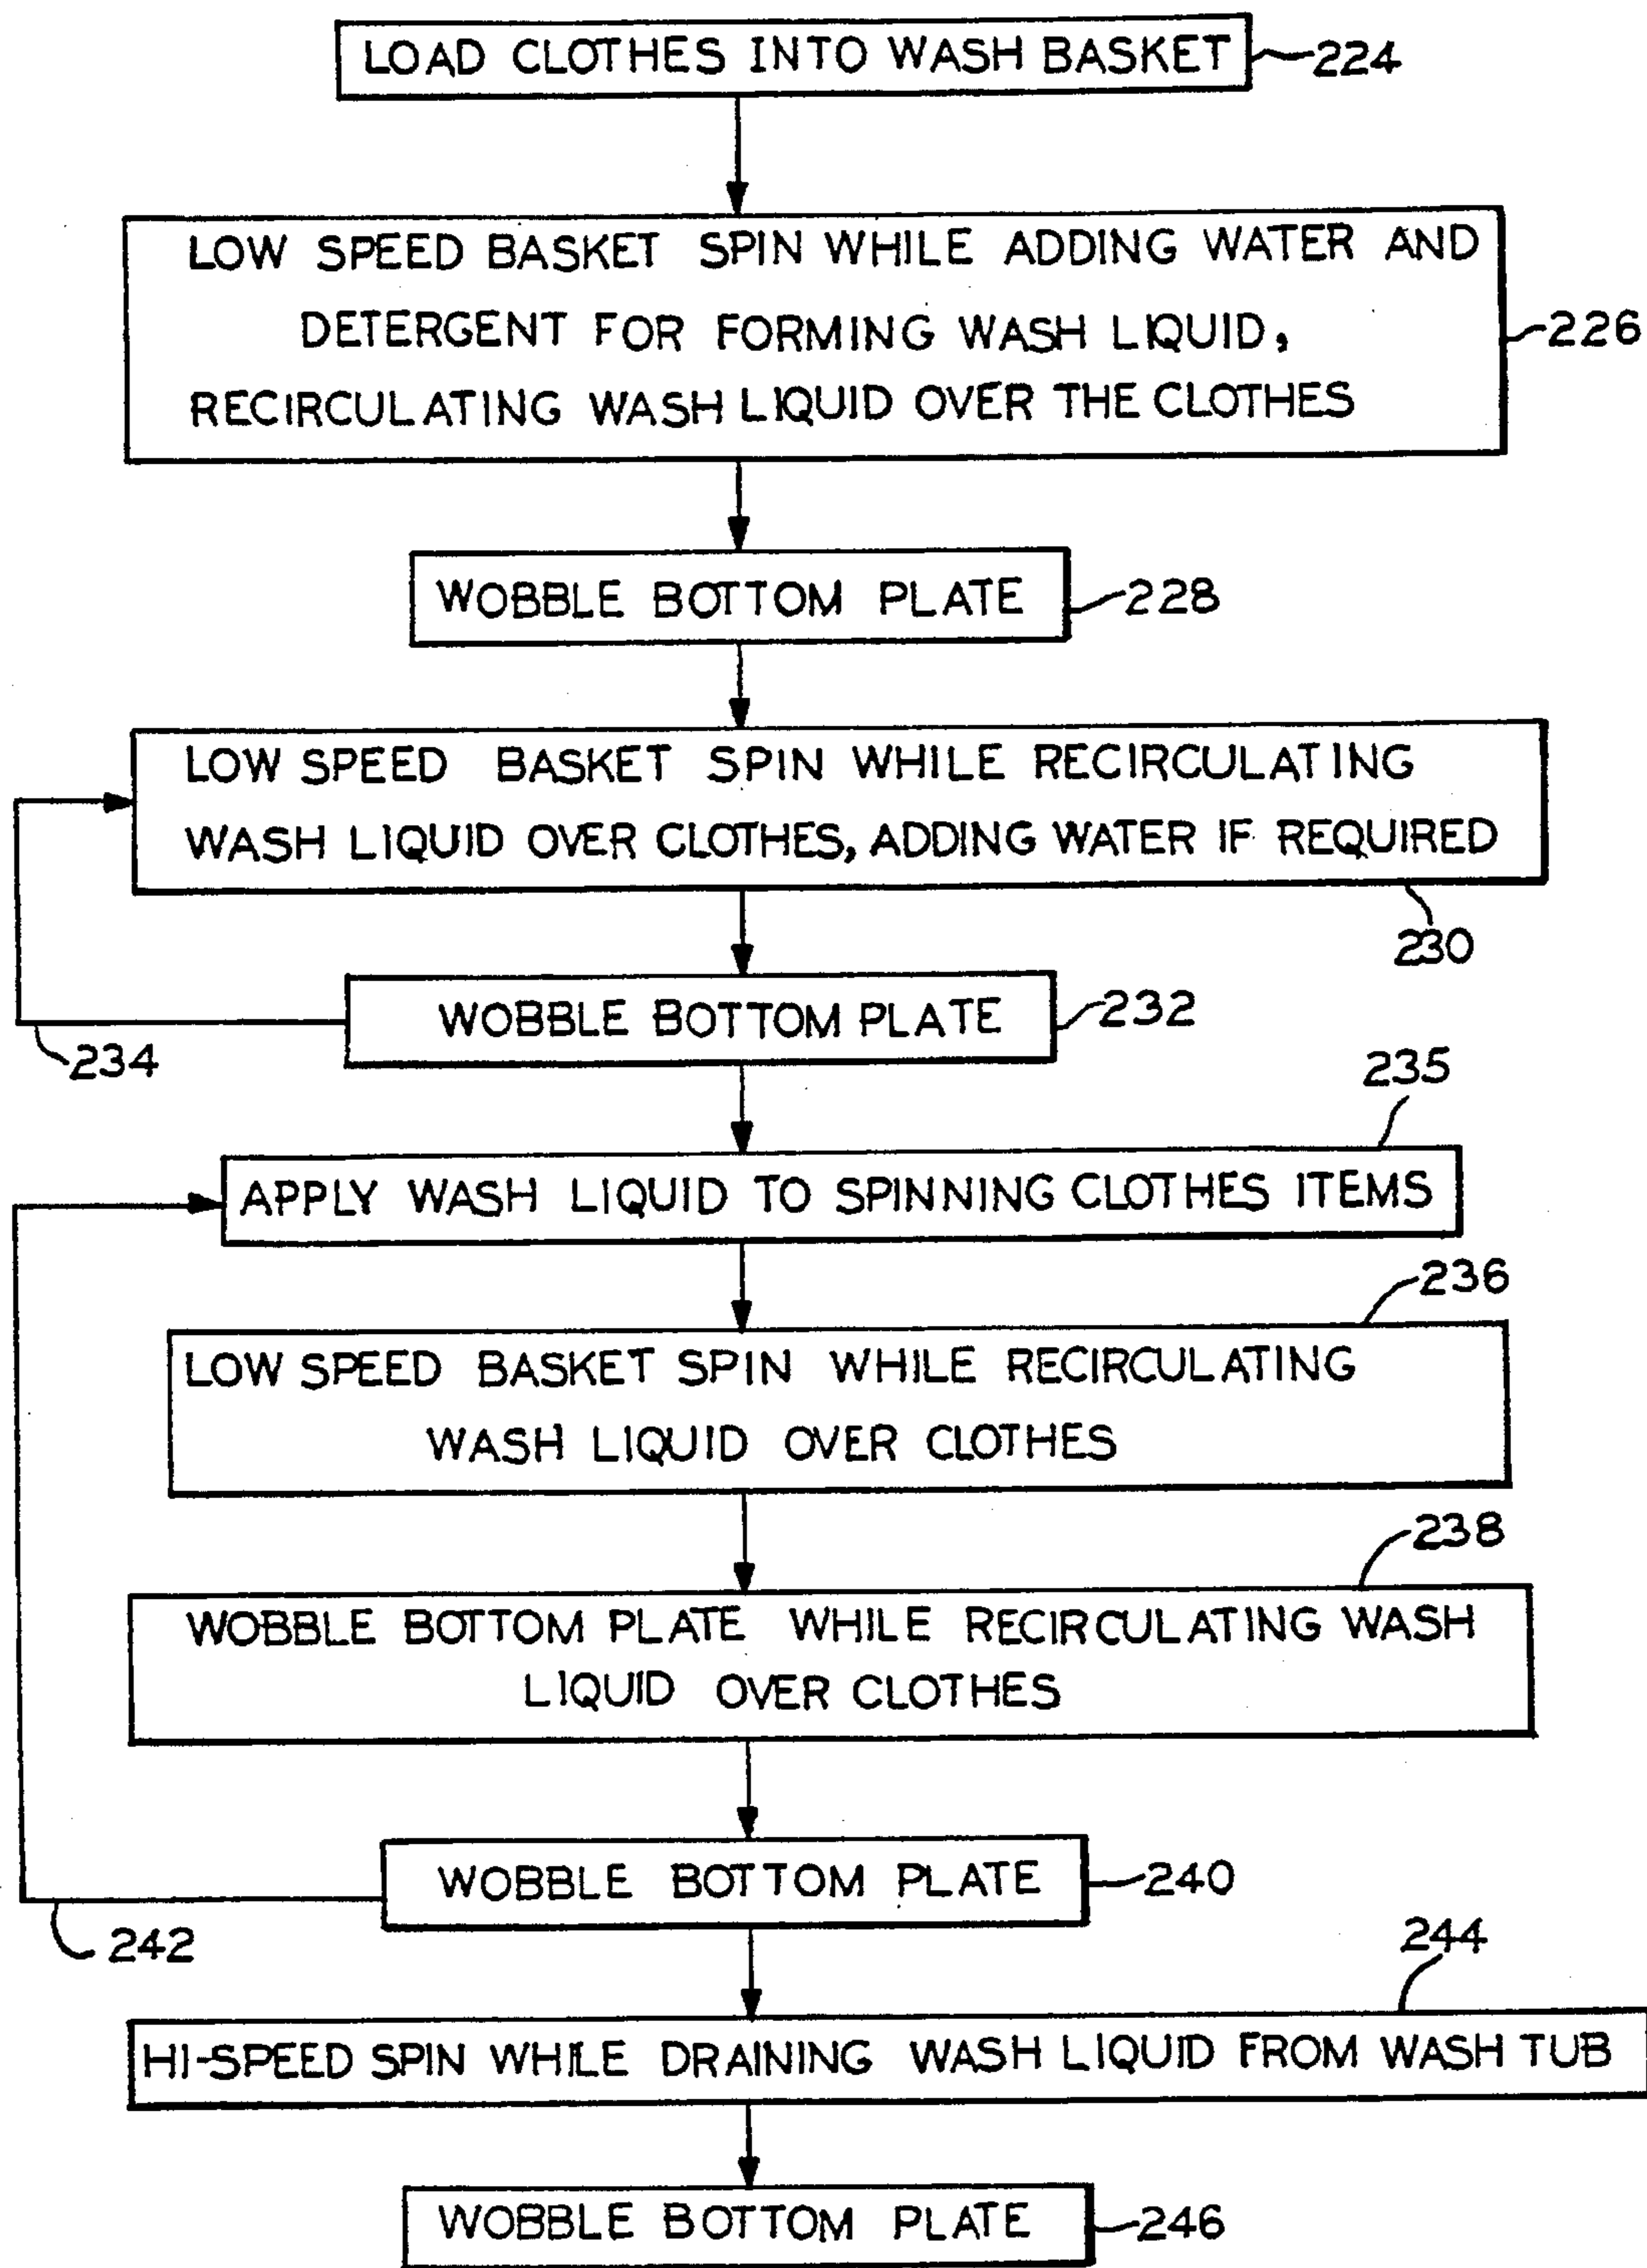 LOAD CLOTHES INTO WASH BASKET 224
LOW SPEED BASKET SPIN WHILE ADDING WATER AND
DETERGENT FOR FORMING WASH LIQUID,
RECIRCULATING WASH LIQUID OVER THE CLOTHES
226
WOBBLE BOTTOM PLATE 228
LOW SPEED BASKET SPIN WHILE RECIRCULATING
WASH LIQUID OVER CLOTHES, ADDING WATER IF REQUIRED
230
WOBBLE BOTTOM PLATE 232
234
235
APPLY WASH LIQUID TO SPINNING CLOTHES ITEMS
236
LOW SPEED BASKET SPIN WHILE RECIRCULATING
WASH LIQUID OVER CLOTHES
238
WOBBLE BOTTOM PLATE WHILE RECIRCULATING WASH
LIQUID OVER CLOTHES
WOBBLE BOTTOM PLATE 240
242
244
HI-SPEED SPIN WHILE DRAINING WASH LIQUID FROM WASH TUB
WOBBLE BOTTOM PLATE 246